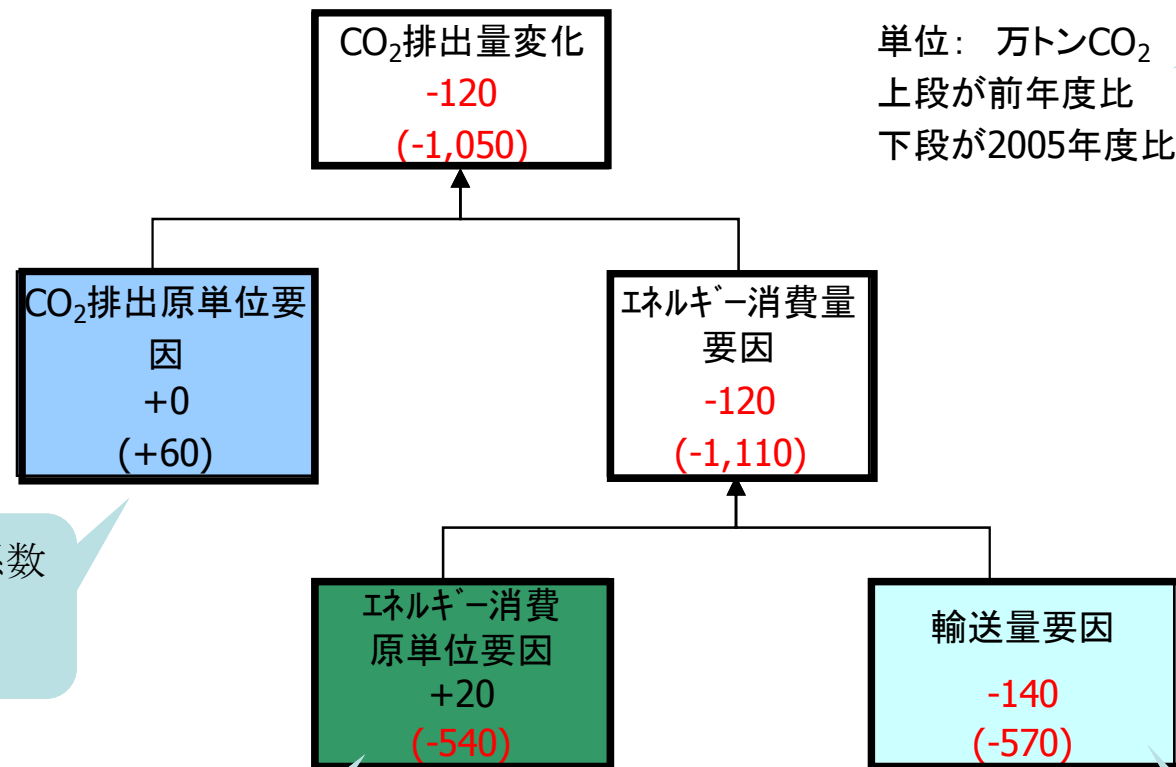 CO₂排出量変化
-120
(-1,050)
単位： 万トンCO₂
上段が前年度比
下段が2005年度比
CO₂排出原単位要
因
+0
(+60)
ｴﾈﾙｷﾞｰ消費量
要因
-120
(-1,110)
係数
ｴﾈﾙｷﾞｰ消費
原単位要因
+20
(-540)
輸送量要因
-140
(-570)